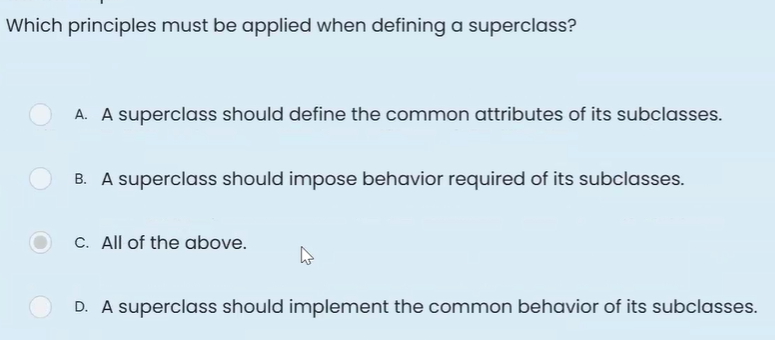 Which principles must be applied when defining a superclass?
A. A superclass should define the common attributes of its subclasses.
B. A superclass should impose behavior required of its subclasses.
C. All of the above.
D. A superclass should implement the common behavior of its subclasses.